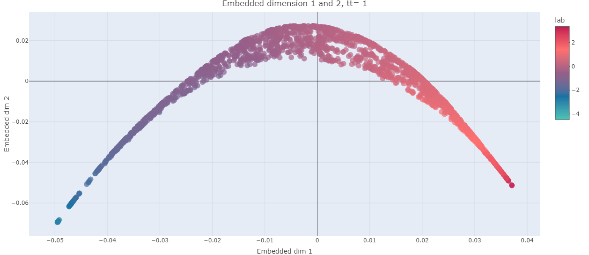 Embedded dimension 1 and 2, tt= 1
lab
2
0
−2
−4
0.02
0
−0.02
−0.04
−0.06
Embedded dim 2
−0.05 −0.04 −0.03 −0.02 −0.01 0 0.01 0.02 0.03 0.04
Embedded dim 1